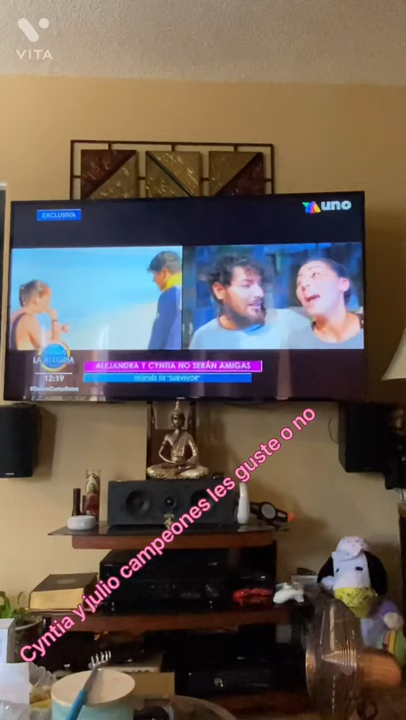 VITA
EXCLUSIVA
uno
LA ALEGRÍA
12:19
ALEJANDRA Y CYNTIA NO SERÁN AMIGAS
DESPUÉS DE "SURVIVOR"
Cyntia y julio campeones les guste o no